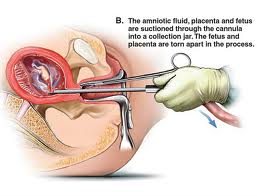 B. The amniotic fluid, placenta and fetus
are suctioned through the cannula
into a collection jar. The fetus and
placenta are torn apart in the process.